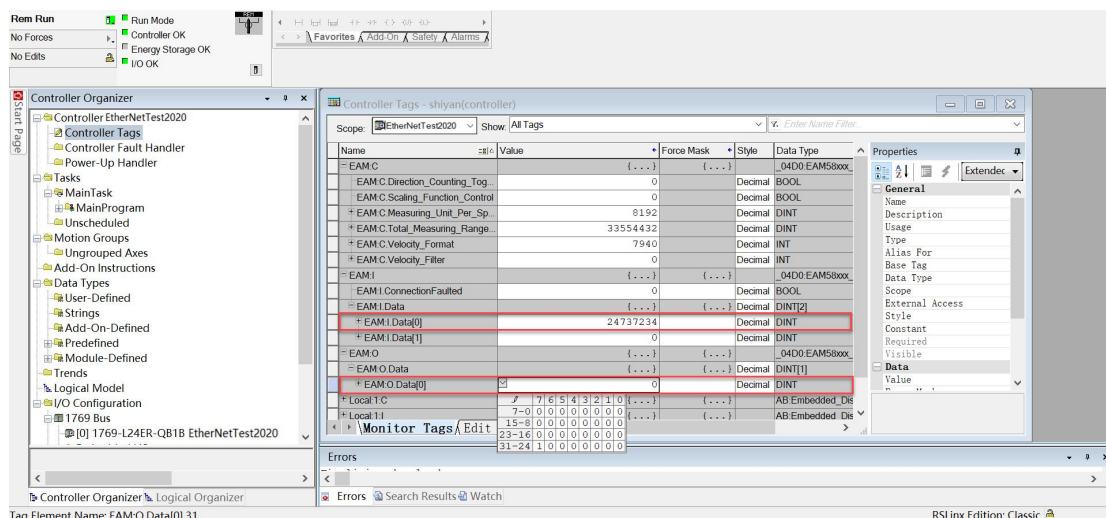 Rem Run
Run Mode
No Forces
Controller OK
Energy Storage OK
No Edits
I/O OK
REM
Favorites Add-On Safety Alarms
Start Page
Controller Organizer
Controller EtherNetTest2020
Controller Tags
Controller Fault Handler
Power-Up Handler
Tasks
MainTask
MainProgram
Unscheduled
Motion Groups
Ungrouped Axes
Add-On Instructions
Data Types
User-Defined
Strings
Add-On-Defined
Predefined
Module-Defined
Trends
Logical Model
I/O Configuration
1769 Bus
[0] 1769-L24ER-QB1B EtherNetTest2020
Controller Organizer Logical Organizer
Controller Tags - shiyan(controller)
Scope: EtherNetTest2020 Show: All Tags Enter Name Filter...
Name Value Force Mask Style Data Type
EAM:C {...} {...} _04D0:EAM58xxx_
EAM:C.Direction_Counting_Tog... 0 Decimal BOOL
EAM:C.Scaling_Function_Control 0 Decimal BOOL
EAM:C.Measuring_Unit_Per_Sp... 8192 Decimal DINT
EAM:C.Total_Measuring_Range... 33554432 Decimal DINT
EAM:C.Velocity_Format 7940 Decimal INT
EAM:C.Velocity_Filter 0 Decimal INT
EAM:I {...} {...} _04D0:EAM58xxx_
EAM:I.ConnectionFaulted 0 Decimal BOOL
EAM:I.Data {...} {...} Decimal DINT[2]
EAM:I.Data[0] 24737234 Decimal DINT
EAM:I.Data[1] 0 Decimal DINT
EAM:O {...} {...} _04D0:EAM58xxx_
EAM:O.Data {...} {...} Decimal DINT[1]
EAM:O.Data[0] 0 Decimal DINT
Local:1:C {...} {...} AB:Embedded_Dis
Local:1:I {...} {...} AB:Embedded_Dis
7 6 5 4 3 2 1 0
7-0 0 0 0 0 0 0 0 0
15-8 0 0 0 0 0 0 0 0
23-16 0 0 0 0 0 0 0 0
31-24 1 0 0 0 0 0 0 0
Monitor Tags Edit
Properties
Extendec
General
Name
Description
Usage
Type
Alias For
Base Tag
Data Type
Scope
External Access
Style
Constant
Required
Visible
Data
Value
Errors
Errors Search Results Watch
Tag Element Name: EAM:O.Data[0].31
RSLinx Edition: Classic